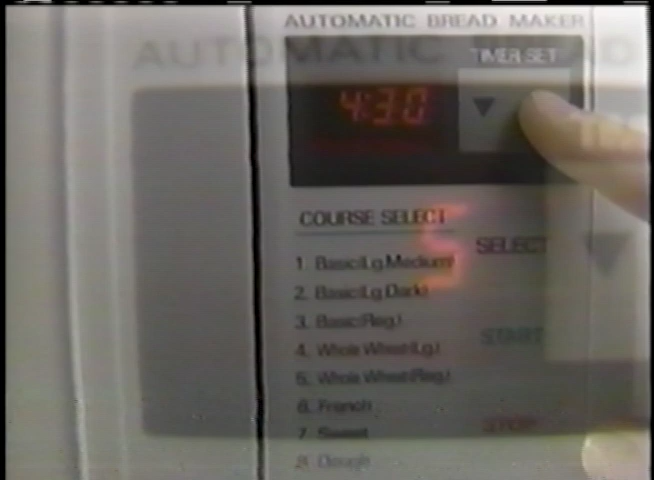 AUTOMATIC BREAD MAKER
AUTOMATIC BREAD
TIMER SET
4:30
COURSE SELECT
5
SELECT
1. Basic(Lg.Medium)
2. Basic(Lg.Dark)
3. Basic(Reg.)
START
4. Whole Wheat(Lg.)
5. Whole Wheat(Reg.)
6. French
7. Sweet
STOP
8. Dough